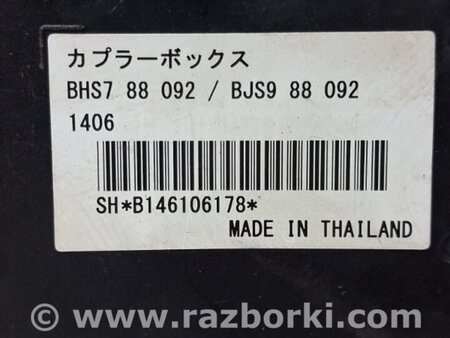 カプラーボックス
BHS7 88 092 / BJS9 88 092
1406
SH*B146106178*
MADE IN THAILAND
© www.razborki.com